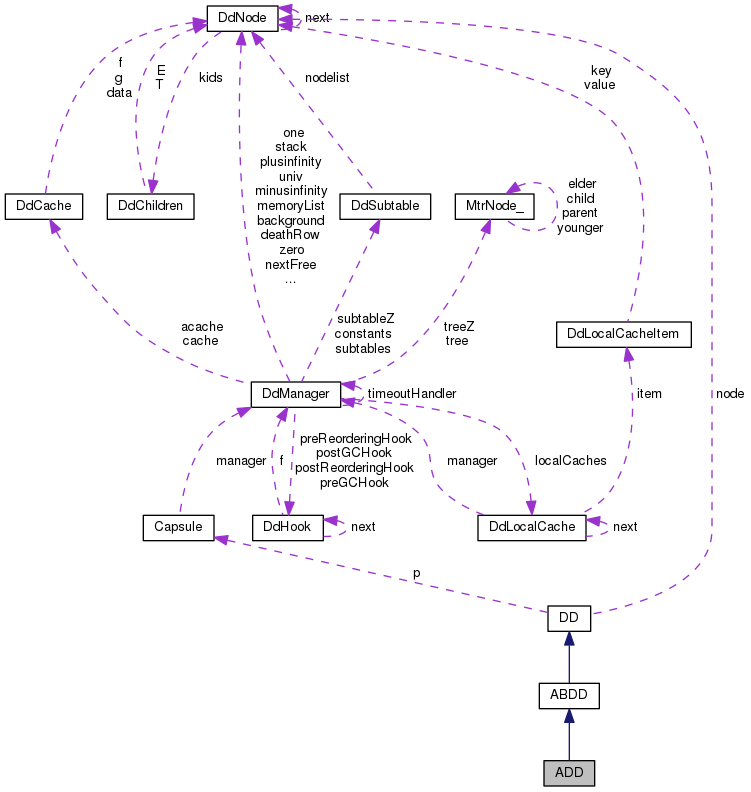 DdNode
next
f
g
data
E
T
kids
nodelist
key
value
one
stack
plusinfinity
univ
minusinfinity
memoryList
background
deathRow
zero
nextFree
...
elder
child
parent
younger
DdCache
DdChildren
DdSubtable
MtrNode_
acache
cache
subtableZ
constants
subtables
treeZ
tree
DdLocalCacheItem
DdManager
timeoutHandler
item
node
manager
f
preReorderingHook
postGCHook
postReorderingHook
preGCHook
manager
localCaches
Capsule
DdHook
next
DdLocalCache
next
p
DD
ABDD
ADD